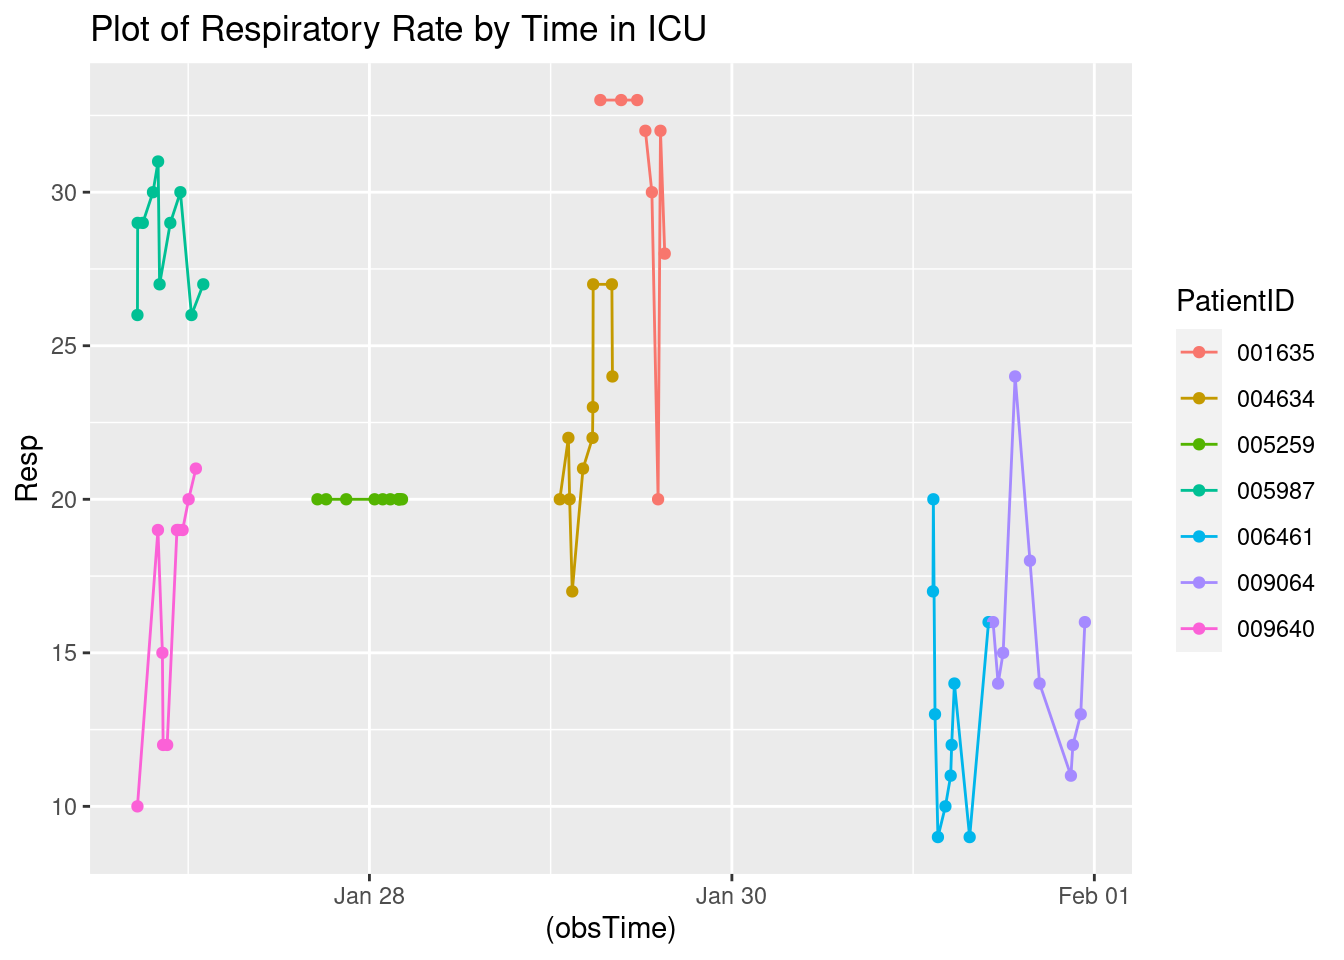 Plot of Respiratory Rate by Time in ICU
Resp
30
25
20
15
10
Jan 28
Jan 30
Feb 01
(obsTime)
PatientID
001635
004634
005259
005987
006461
009064
009640